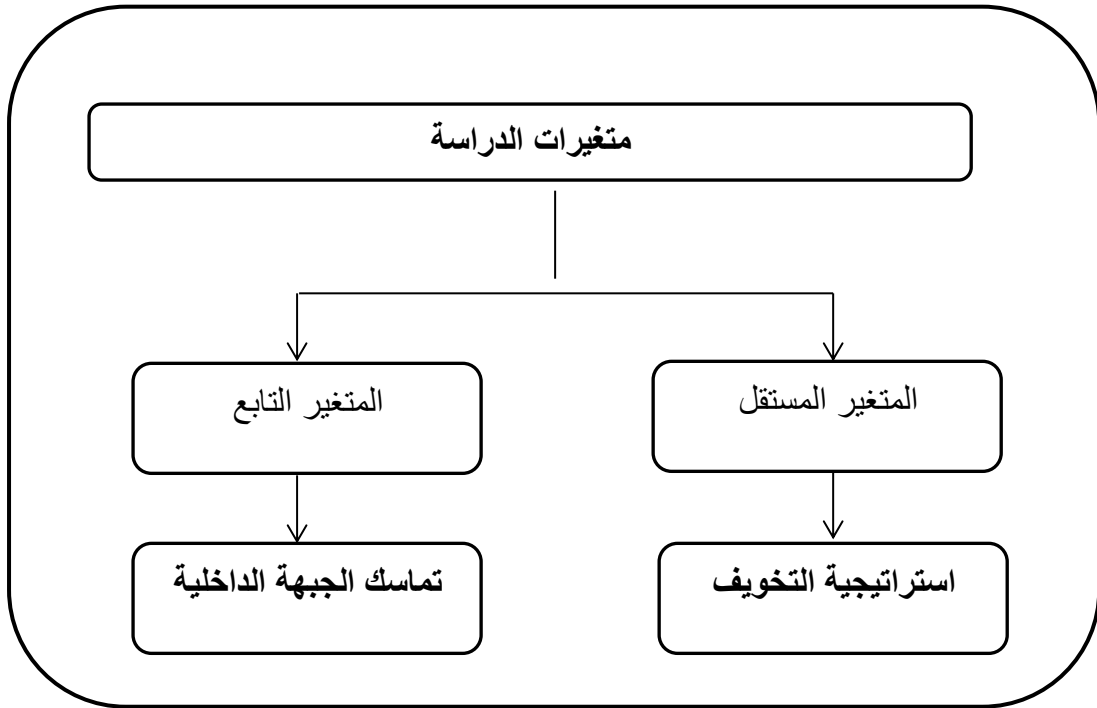 متغيرات الدراسة
المتغير المستقل
المتغير التابع
استراتيجية التخويف
تماسك الجبهة الداخلية